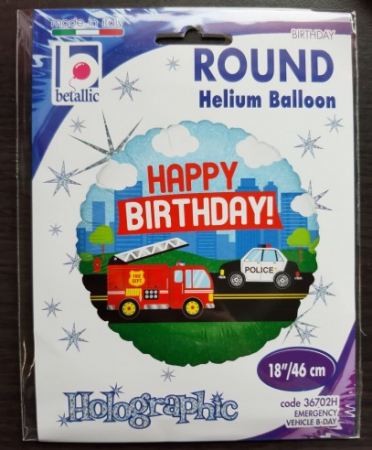 made in Italy
BIRTHDAY
betallic
ROUND
Helium Balloon
HAPPY
BIRTHDAY!
FIRE
DEPT
POLICE
18"/46 cm
Holographic
code 36702H
EMERGENCY
VEHICLE B-DAY